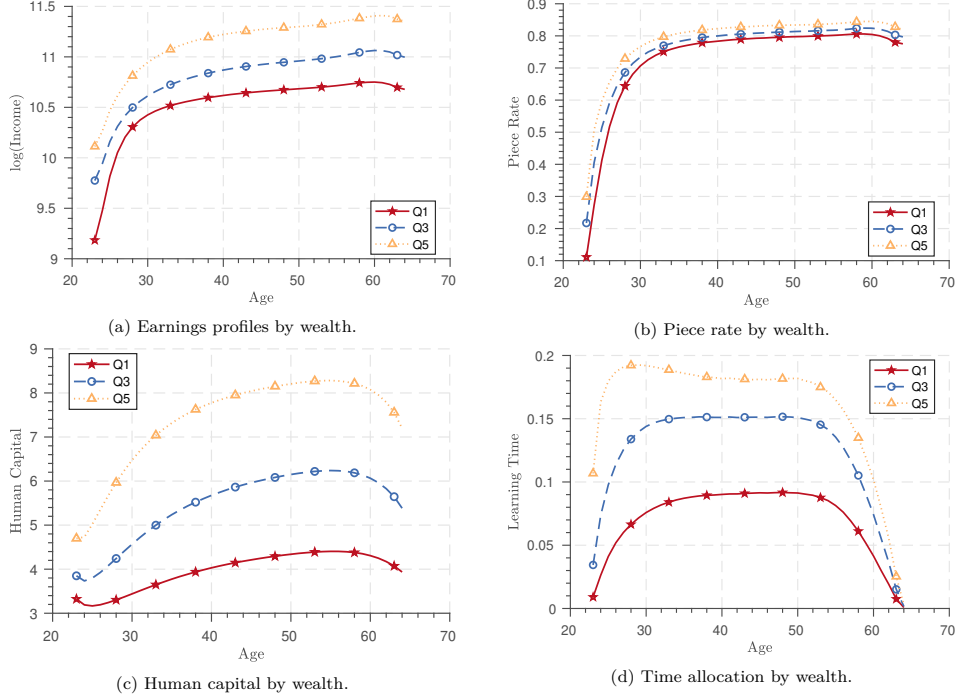 11.5
11
10.5
10
9.5
9
log(Income)
20
30
40
50
60
70
Age
Q1
Q3
Q5
(a) Earnings profiles by wealth.
0.9
0.8
0.7
0.6
0.5
0.4
0.3
0.2
0.1
Piece Rate
20
30
40
50
60
70
Age
Q1
Q3
Q5
(b) Piece rate by wealth.
9
8
7
6
5
4
3
Human Capital
20
30
40
50
60
70
Age
Q1
Q3
Q5
(c) Human capital by wealth.
0.2
0.15
0.1
0.05
0
Learning Time
20
30
40
50
60
70
Age
Q1
Q3
Q5
(d) Time allocation by wealth.